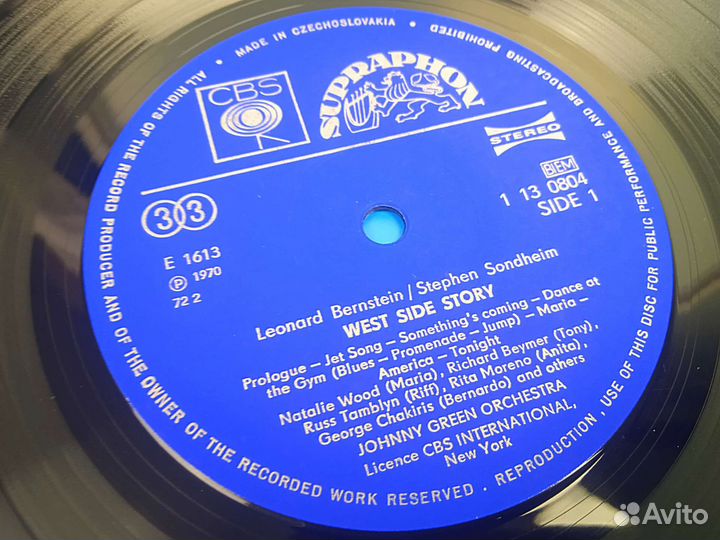 MADE IN CZECHOSLOVAKIA
ALL RIGHTS OF THE RECORD PRODUCER AND OF THE OWNER OF THE RECORDED WORK RESERVED • REPRODUCTION, USE OF THIS DISC FOR PUBLIC PERFORMANCE AND BROADCASTING PROHIBITED
CBS
SUPRAPHON
STEREO
33
BIEM
1 13 0804
SIDE 1
E 1613
Ⓟ 1970
72 2
Leonard Bernstein / Stephen Sondheim
WEST SIDE STORY
Prologue – Jet Song – Something's coming – Dance at
the Gym (Blues – Promenade – Jump) – Maria –
America – Tonight
Natalie Wood (Maria), Richard Beymer (Tony),
Russ Tamblyn (Riff), Rita Moreno (Anita),
George Chakiris (Bernardo) and others
JOHNNY GREEN ORCHESTRA
Licence CBS INTERNATIONAL,
New York
Avito